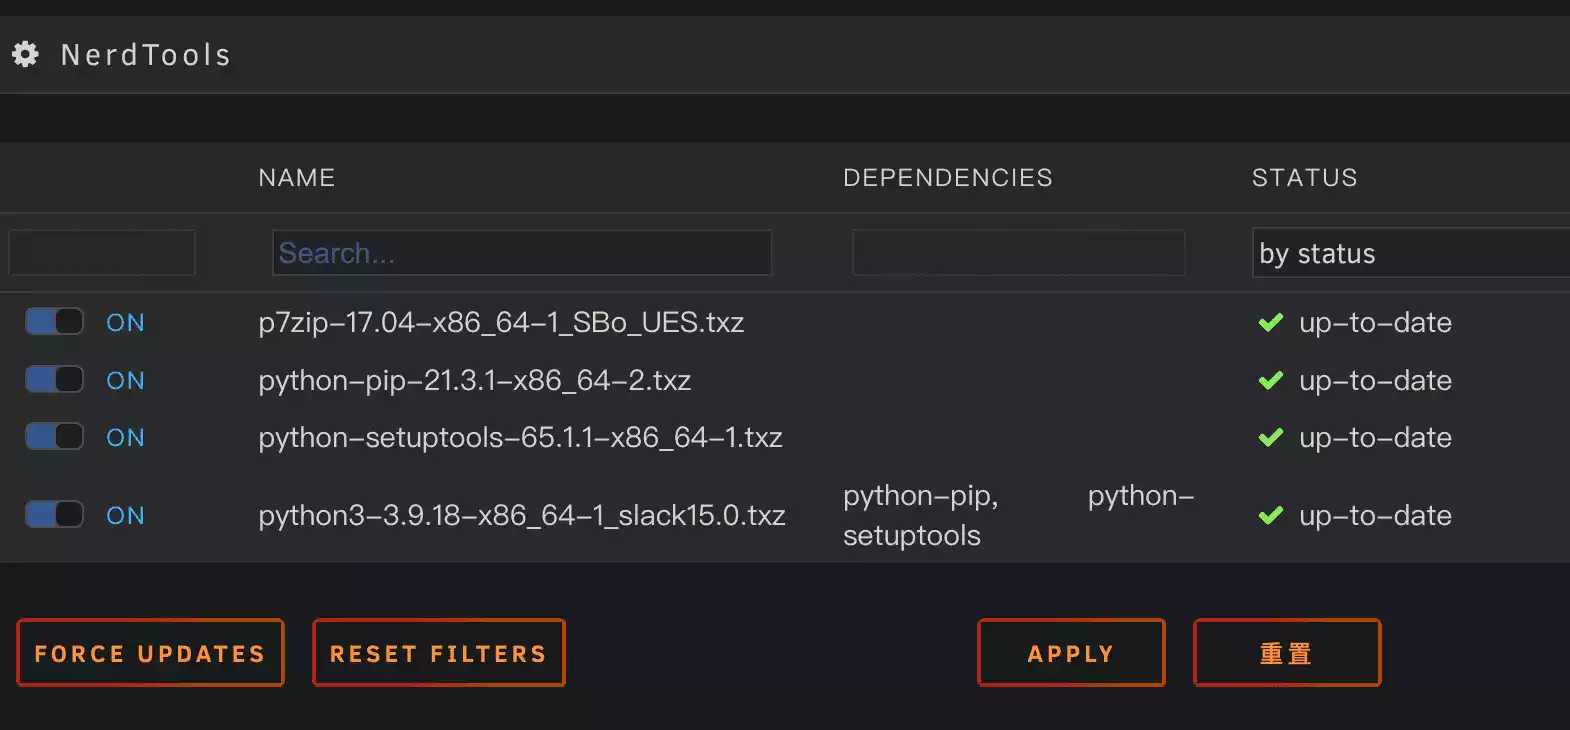 NerdTools
NAME DEPENDENCIES STATUS
Search... by status
ON p7zip-17.04-x86_64-1_SBo_UES.txz up-to-date
ON python-pip-21.3.1-x86_64-2.txz up-to-date
ON python-setuptools-65.1.1-x86_64-1.txz up-to-date
ON python3-3.9.18-x86_64-1_slack15.0.txz python-pip, python-
setuptools up-to-date
FORCE UPDATES RESET FILTERS APPLY 重置